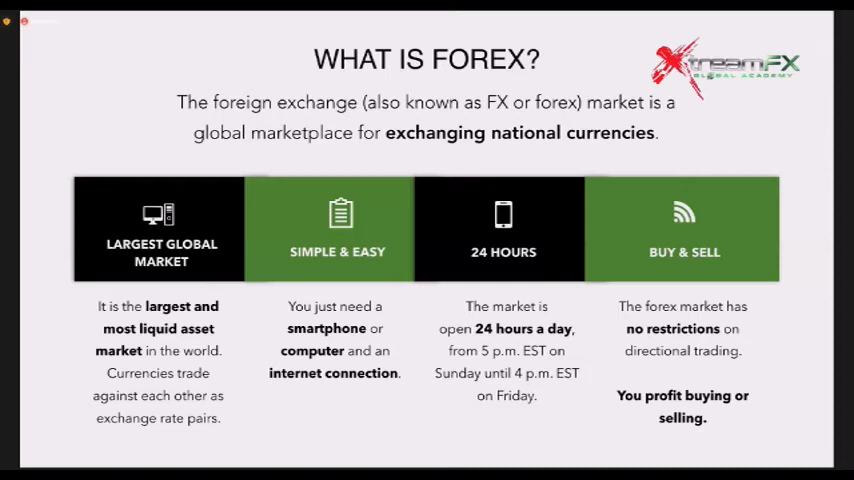 WHAT IS FOREX?
XtreamFX
GLOBAL ACADEMY
The foreign exchange (also known as FX or forex) market is a
global marketplace for exchanging national currencies.
LARGEST GLOBAL
MARKET
It is the largest and
most liquid asset
market in the world.
Currencies trade
against each other as
exchange rate pairs.
SIMPLE & EASY
You just need a
smartphone or
computer and an
internet connection.
24 HOURS
The market is
open 24 hours a day,
from 5 p.m. EST on
Sunday until 4 p.m. EST
on Friday.
BUY & SELL
The forex market has
no restrictions on
directional trading.
You profit buying or
selling.